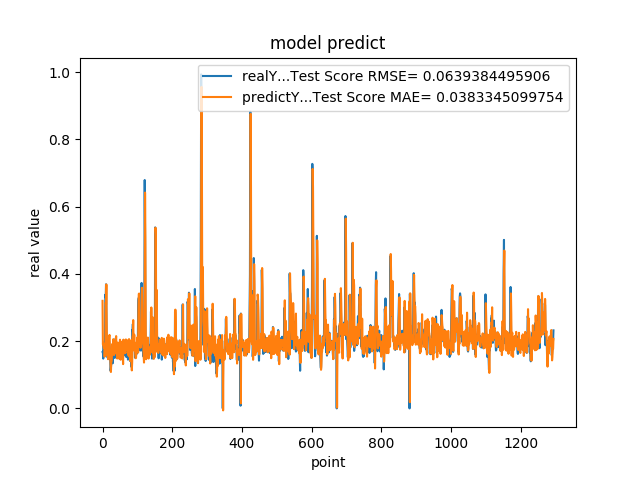 model predict
realY...Test Score RMSE= 0.0639384495906
predictY...Test Score MAE= 0.0383345099754
1.0
0.8
0.6
0.4
0.2
0.0
real value
0 200 400 600 800 1000 1200
point